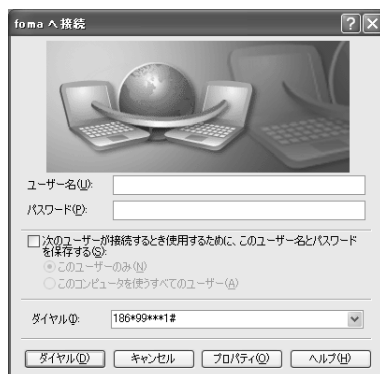 foma へ接続
ユーザー名(U):
パスワード(P):
次のユーザーが接続するとき使用するために、このユーザー名とパスワード
を保存する(S):
このユーザーのみ(N)
このコンピュータを使うすべてのユーザー(A)
ダイヤル(I): 186*99***1#
ダイヤル(D) キャンセル プロパティ(O) ヘルプ(H)